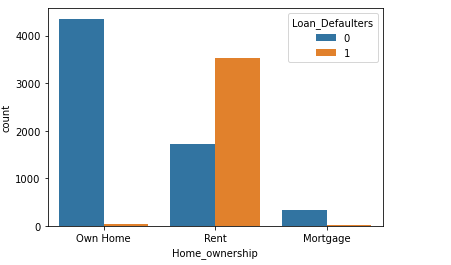 Loan_Defaulters
0
1
4000
3000
2000
1000
0
count
Own Home
Rent
Mortgage
Home_ownership